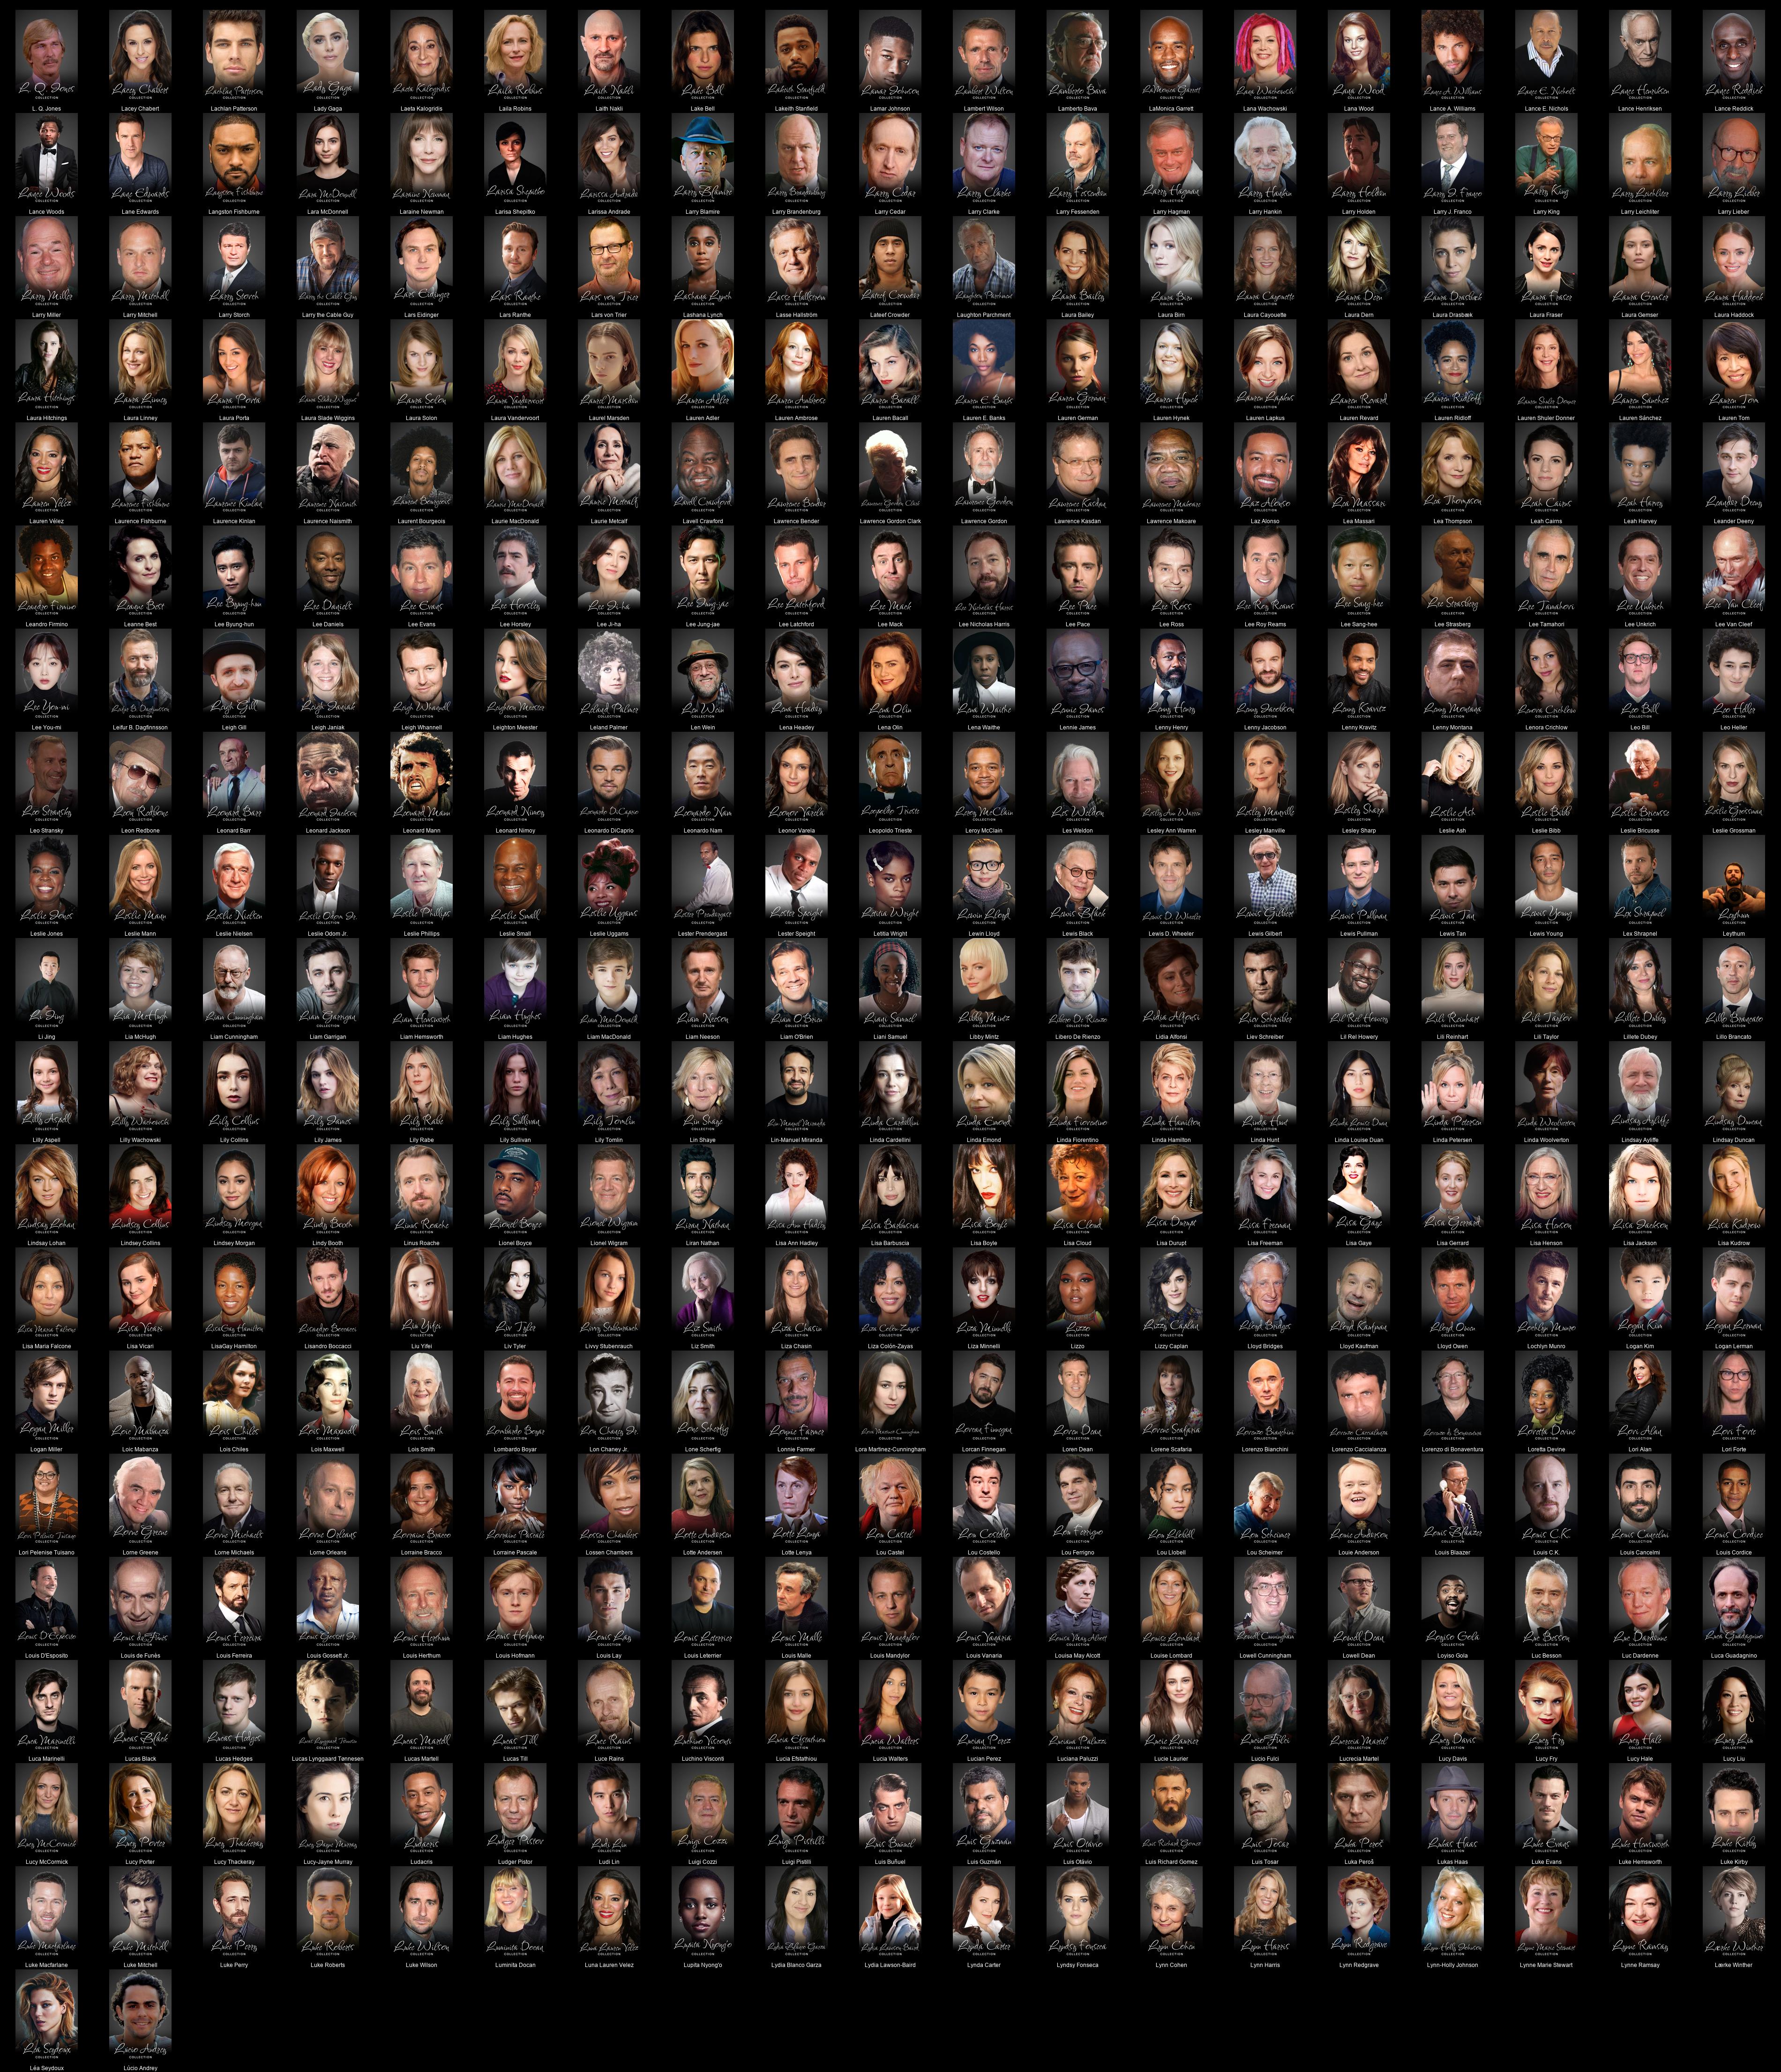 L. Q. Jones Lacey Chabert Lachlan Patterson Lady Gaga Laeta Kalogridis Laila Robins Laith Nakli Lake Bell Lakeith Stanfield Lamar Johnson Lambert Wilson Lamberto Bava LaMonica Garrett Lana Wachowski Lana Wood Lance A. Williams Lance E. Nichols Lance Henriksen Lance Reddick
Lance Woods Lane Edwards Langston Fishburne Lara McDonnell Laraine Newman Larisa Shepitko Larissa Andrade Larry Blamire Larry Brandenburg Larry Cedar Larry Clarke Larry Fessenden Larry Hagman Larry Hankin Larry Holden Larry J. Franco Larry King Larry Leichliter Larry Lieber
Larry Miller Larry Mitchell Larry Storch Larry the Cable Guy Lars Eidinger Lars Ranthe Lars von Trier Lashana Lynch Lasse Hallström Lateef Crowder Laughton Parchment Laura Bailey Laura Birn Laura Cayouette Laura Dern Laura Drasbæk Laura Fraser Laura Gemser Laura Haddock
Laura Hitchings Laura Linney Laura Porta Laura Slade Wiggins Laura Solon Laura Vandervoort Laurel Marsden Lauren Adler Lauren Ambrose Lauren Bacall Lauren E. Banks Lauren German Lauren Hynek Lauren Lapkus Lauren Revard Lauren Ridloff Lauren Shuler Donner Lauren Sánchez Lauren Tom
Lauren Vélez Laurence Fishburne Laurence Kinlan Laurence Naismith Laurent Bourgeois Laurie MacDonald Laurie Metcalf Lavell Crawford Lawrence Bender Lawrence Gordon Clark Lawrence Gordon Lawrence Kasdan Lawrence Makoare Laz Alonso Lea Massari Lea Thompson Leah Cairns Leah Harvey Leander Deeny
Leandro Firmino Leanne Best Lee Byung-hun Lee Daniels Lee Evans Lee Horsley Lee Ji-ha Lee Jung-jae Lee Latchford Lee Mack Lee Nicholas Harris Lee Pace Lee Ross Lee Roy Reams Lee Sang-hee Lee Strasberg Lee Tamahori Lee Unkrich Lee Van Cleef
Lee You-mi Leifur B. Dagfinnsson Leigh Gill Leigh Janiak Leigh Whannell Leighton Meester Leland Palmer Len Wein Lena Headey Lena Olin Lena Waithe Lennie James Lenny Henry Lenny Jacobson Lenny Kravitz Lenny Montana Lenora Crichlow Leo Bill Leo Heller
Leo Stransky Leon Redbone Leonard Barr Leonard Jackson Leonard Mann Leonard Nimoy Leonardo DiCaprio Leonardo Nam Leonor Varela Leopoldo Trieste Leroy McClain Les Weldon Lesley Ann Warren Lesley Manville Lesley Sharp Leslie Ash Leslie Bibb Leslie Bricusse Leslie Grossman
Leslie Jones Leslie Mann Leslie Nielsen Leslie Odom Jr. Leslie Phillips Leslie Small Leslie Uggams Lester Prendergast Lester Speight Letitia Wright Lewin Lloyd Lewis Black Lewis D. Wheeler Lewis Gilbert Lewis Pullman Lewis Tan Lewis Young Lex Shrapnel Leythum
Li Jing Lia McHugh Liam Cunningham Liam Garrigan Liam Hemsworth Liam Hughes Liam MacDonald Liam Neeson Liam O'Brien Liani Samuel Libby Mintz Libero De Rienzo Lidia Alfonsi Liev Schreiber Lil Rel Howery Lili Reinhart Lili Taylor Lillete Dubey Lillo Brancato
Lilly Aspell Lilly Wachowski Lily Collins Lily James Lily Rabe Lily Sullivan Lily Tomlin Lin Shaye Lin-Manuel Miranda Linda Cardellini Linda Emond Linda Fiorentino Linda Hamilton Linda Hunt Linda Louise Duan Linda Petersen Linda Woolverton Lindsay Ayliffe Lindsay Duncan
Lindsay Lohan Lindsey Collins Lindsey Morgan Lindy Booth Linus Roache Lionel Boyce Lionel Wigram Liran Nathan Lisa Ann Hadley Lisa Barbuscia Lisa Boyle Lisa Cloud Lisa Durupt Lisa Freeman Lisa Gaye Lisa Gerrard Lisa Henson Lisa Jackson Lisa Kudrow
Lisa Maria Falcone Lisa Vicari LisaGay Hamilton Lisandro Boccacci Liu Yifei Liv Tyler Livvy Stubenrauch Liz Smith Liza Chasin Liza Colón-Zayas Liza Minnelli Lizzo Lizzy Caplan Lloyd Bridges Lloyd Kaufman Lloyd Owen Lochlyn Munro Logan Kim Logan Lerman
Logan Miller Loic Mabanza Lois Chiles Lois Maxwell Lois Smith Lombardo Boyar Lon Chaney Jr. Lone Scherfig Lonnie Farmer Lora Martinez-Cunningham Lorcan Finnegan Loren Dean Lorene Scafaria Lorenzo Bianchini Lorenzo Caccialanza Lorenzo di Bonaventura Loretta Devine Lori Alan Lori Forte
Lori Pelenise Tuisano Lorne Greene Lorne Michaels Lorne Orleans Lorraine Bracco Lorraine Pascale Lossen Chambers Lotte Andersen Lotte Lenya Lou Castel Lou Costello Lou Ferrigno Lou Llobell Lou Scheimer Louie Anderson Louis Blaazer Louis C.K. Louis Cancelmi Louis Cordice
Louis D'Esposito Louis de Funès Louis Ferreira Louis Gossett Jr. Louis Herthum Louis Hofmann Louis Lay Louis Leterrier Louis Malle Louis Mandylor Louis Vanaria Louisa May Alcott Louise Lombard Lowell Cunningham Lowell Dean Loyiso Gola Luc Besson Luc Dardenne Luca Guadagnino
Luca Marinelli Lucas Black Lucas Hedges Lucas Lynggaard Tønnesen Lucas Martell Lucas Till Luce Rains Luchino Visconti Lucia Efstathiou Lucia Walters Lucian Perez Luciana Paluzzi Lucie Laurier Lucio Fulci Lucrecia Martel Lucy Davis Lucy Fry Lucy Hale Lucy Liu
Lucy McCormick Lucy Porter Lucy Thackeray Lucy-Jayne Murray Ludacris Ludger Pistor Ludi Lin Luigi Cozzi Luigi Pistilli Luis Buñuel Luis Guzmán Luis Otávio Luis Richard Gomez Luis Tosar Luka Peroš Lukas Haas Luke Evans Luke Hemsworth Luke Kirby
Luke Macfarlane Luke Mitchell Luke Perry Luke Roberts Luke Wilson Luminita Docan Luna Lauren Velez Lupita Nyong'o Lydia Blanco Garza Lydia Lawson-Baird Lynda Carter Lyndsy Fonseca Lynn Cohen Lynn Harris Lynn Redgrave Lynn-Holly Johnson Lynne Marie Stewart Lynne Ramsay Lærke Winther
Léa Seydoux Lúcio Andrey